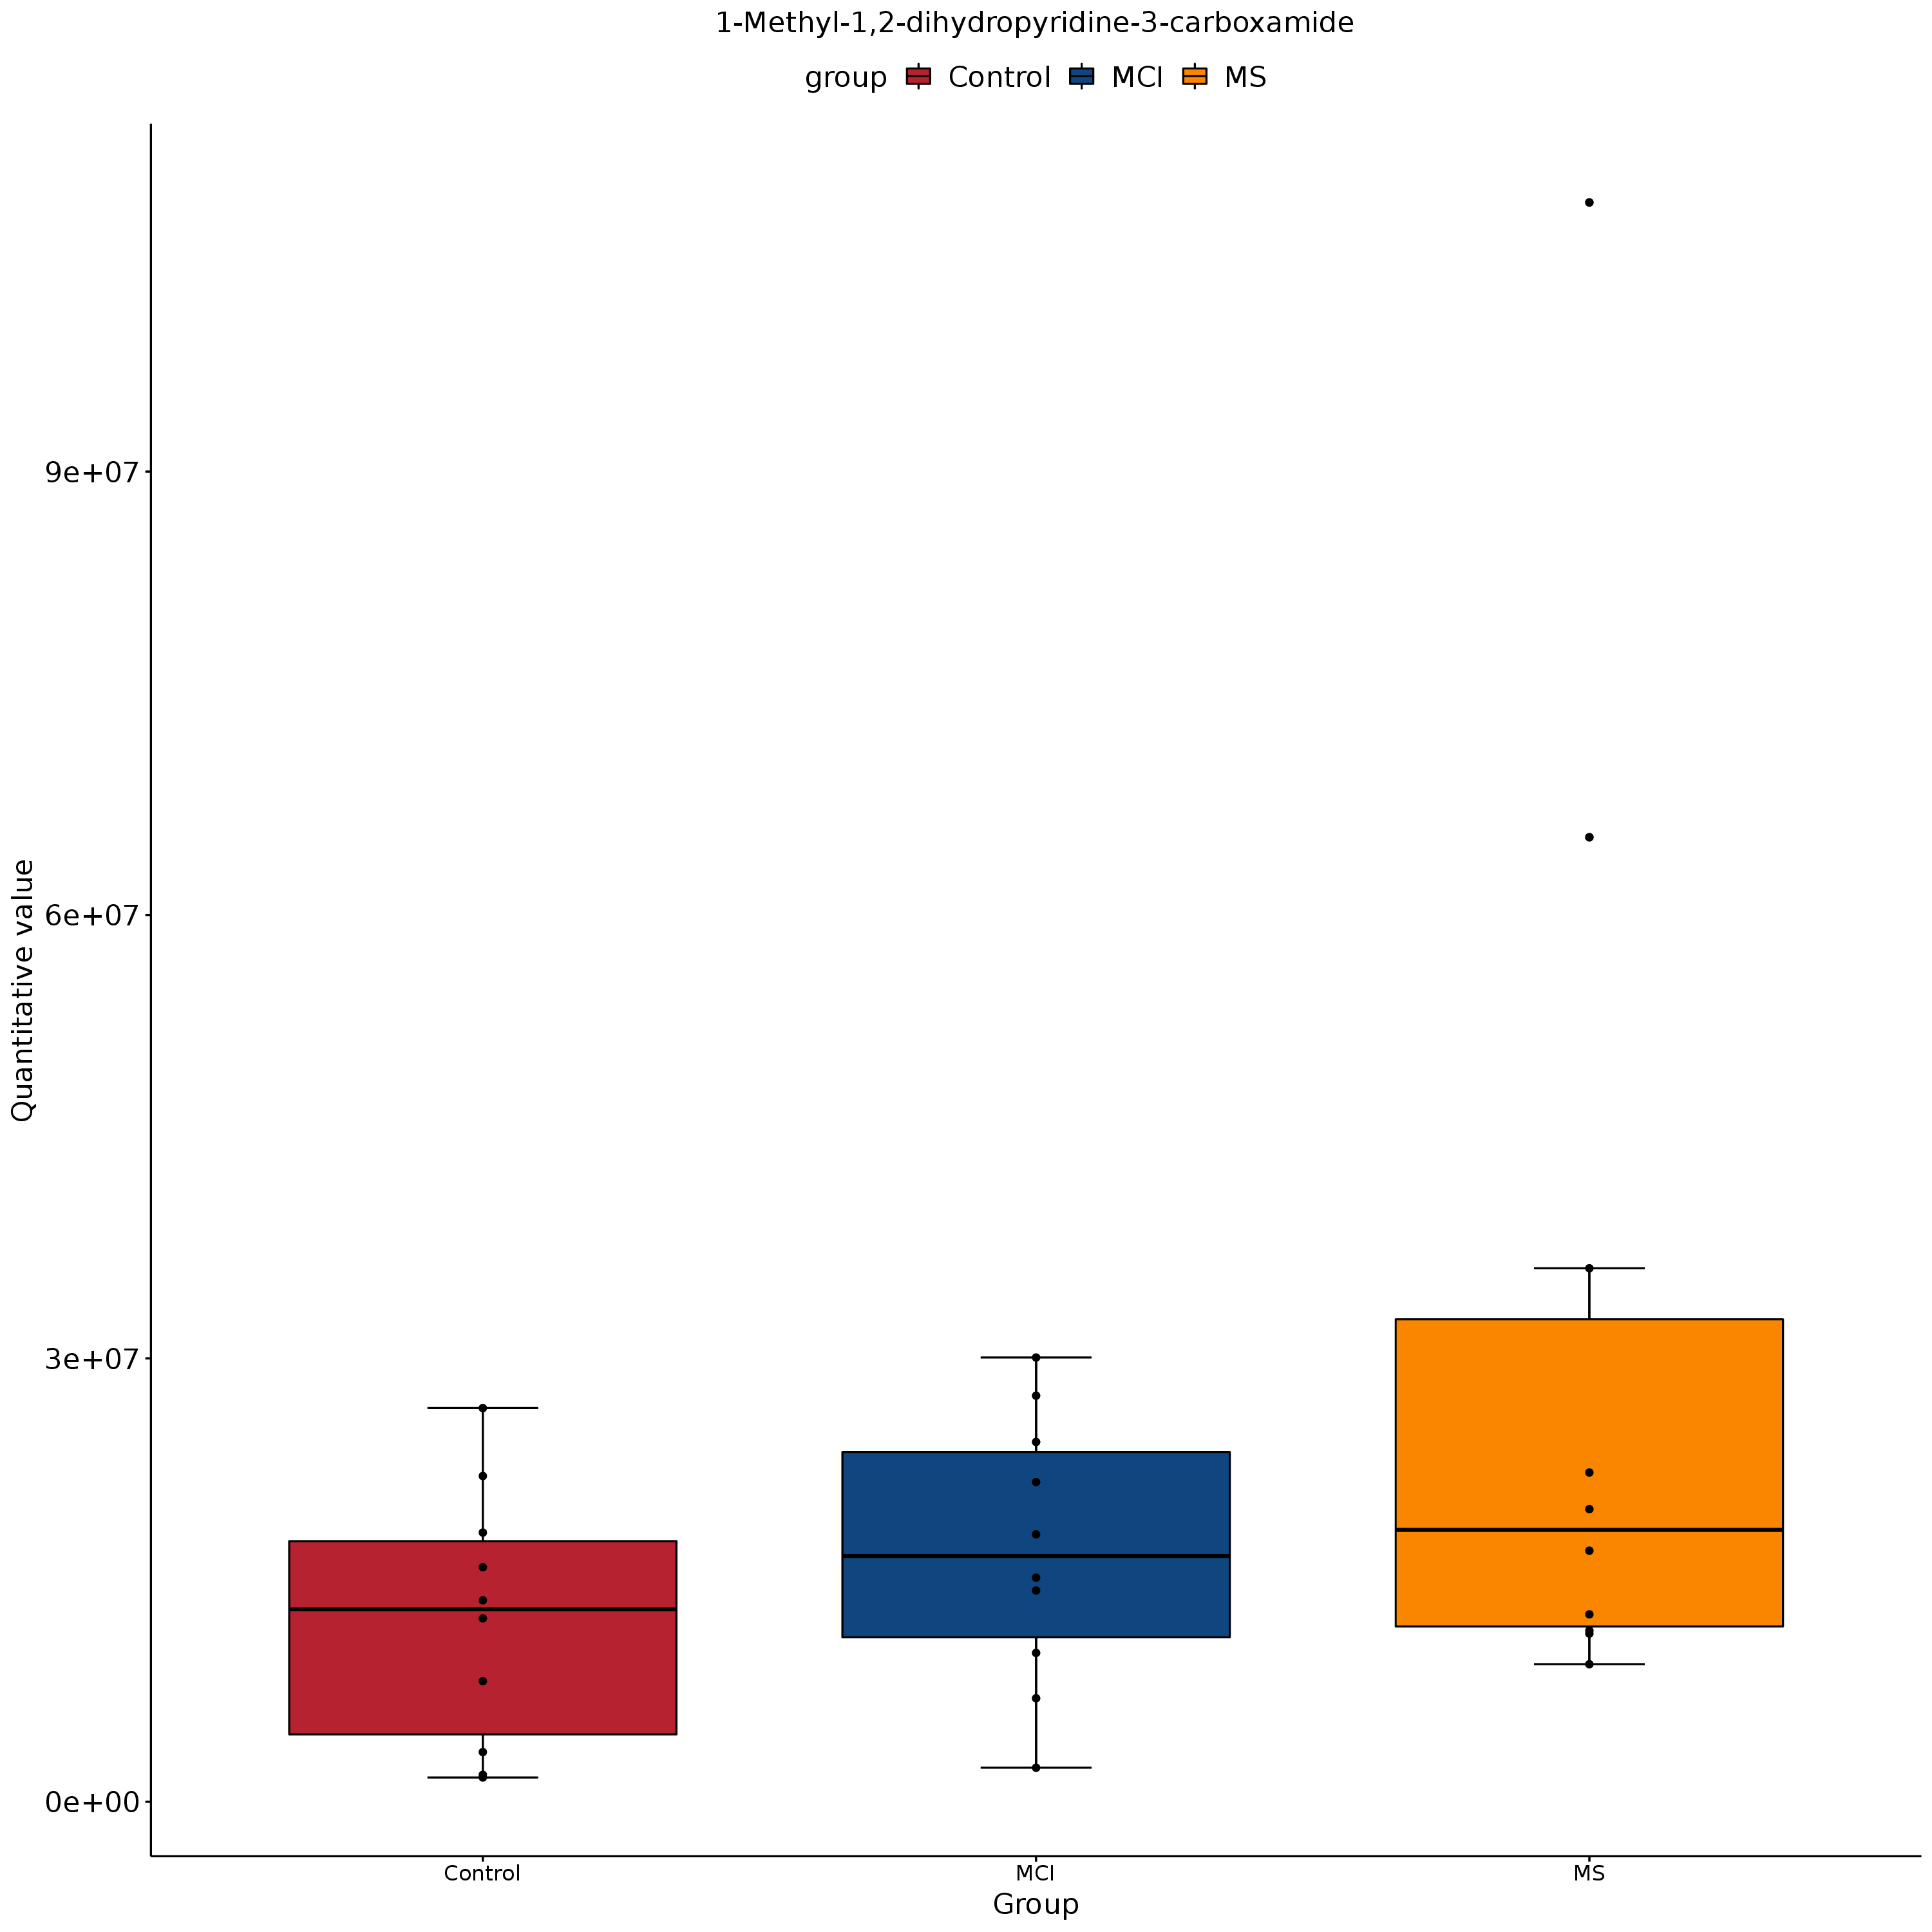 1-Methyl-1,2-dihydropyridine-3-carboxamide
group Control MCI MS
Quantitative value
9e+07
6e+07
3e+07
0e+00
Control MCI MS
Group